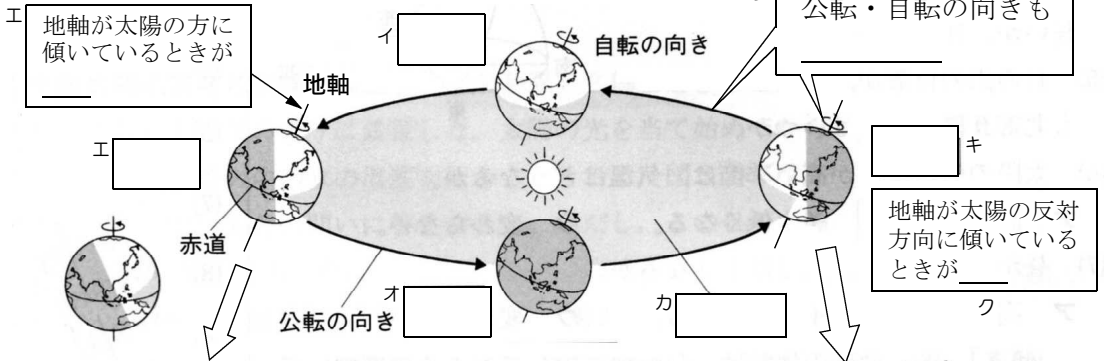 エ
地軸が太陽の方に
傾いているときが
イ
自転の向き
公転・自転の向きも
地軸
エ
キ
赤道
地軸が太陽の反対
方向に傾いている
ときが
ク
公転の向き
オ
カ